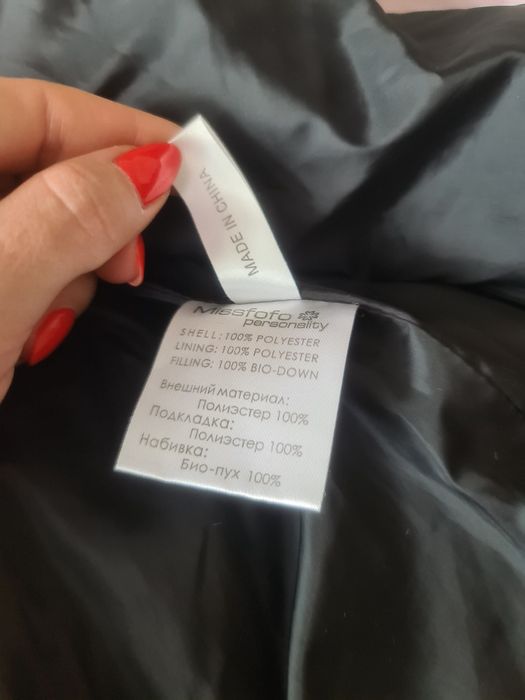 MADE IN CHINA
Missfofo
personality
SHELL: 100% POLYESTER
LINING: 100% POLYESTER
FILLING: 100% BIO-DOWN
Внешний материал:
Полиэстер 100%
Подкладка:
Полиэстер 100%
Набивка:
Био-пух 100%